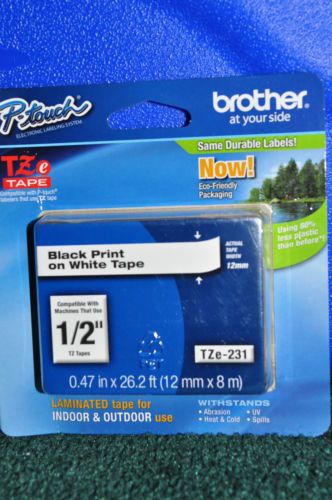 P-touch
ELECTRONIC LABELING SYSTEM
brother
at your side
TZe
TAPE
Compatible with P-touch
labelers that use TZ tape
Same Durable Labels!
Now!
Eco-Friendly
Packaging
Using 50%
less plastic
than before
Black Print
on White Tape
ACTUAL
TAPE
WIDTH
12mm
Compatible With
Machines That Use
1/2"
TZ Tapes
TZe-231
0.47 in x 26.2 ft (12 mm x 8 m)
LAMINATED tape for
INDOOR & OUTDOOR use
WITHSTANDS
• Abrasion
• UV
• Heat & Cold
• Spills